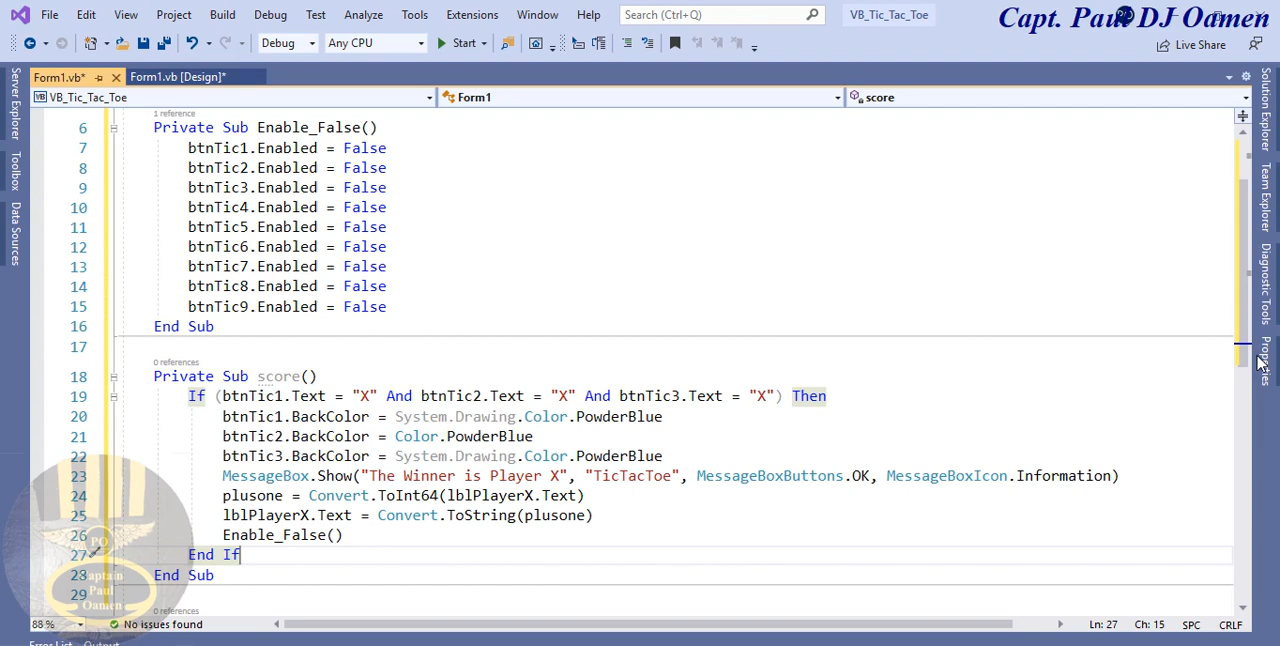 File Edit View Project Build Debug Test Analyze Tools Extensions Window Help Search (Ctrl+Q) VB_Tic_Tac_Toe
Capt. Paul DJ Oamen
Debug Any CPU Start Live Share
Form1.vb* Form1.vb [Design]*
VB_Tic_Tac_Toe Form1 score
Server Explorer
Toolbox
Data Sources
Solution Explorer
Team Explorer
Diagnostic Tools
Properties
1 reference
6 Private Sub Enable_False()
7 btnTic1.Enabled = False
8 btnTic2.Enabled = False
9 btnTic3.Enabled = False
10 btnTic4.Enabled = False
11 btnTic5.Enabled = False
12 btnTic6.Enabled = False
13 btnTic7.Enabled = False
14 btnTic8.Enabled = False
15 btnTic9.Enabled = False
16 End Sub
17
0 references
18 Private Sub score()
19 If (btnTic1.Text = "X" And btnTic2.Text = "X" And btnTic3.Text = "X") Then
20 btnTic1.BackColor = System.Drawing.Color.PowderBlue
21 btnTic2.BackColor = Color.PowderBlue
22 btnTic3.BackColor = System.Drawing.Color.PowderBlue
23 MessageBox.Show("The Winner is Player X", "TicTacToe", MessageBoxButtons.OK, MessageBoxIcon.Information)
24 plusone = Convert.ToInt64(lblPlayerX.Text)
25 lblPlayerX.Text = Convert.ToString(plusone)
26 Enable_False()
27 End If
28 End Sub
29
0 references
PO
Captain
Paul
Oamen
88 % No issues found Ln: 27 Ch: 15 SPC CRLF
Error List Output